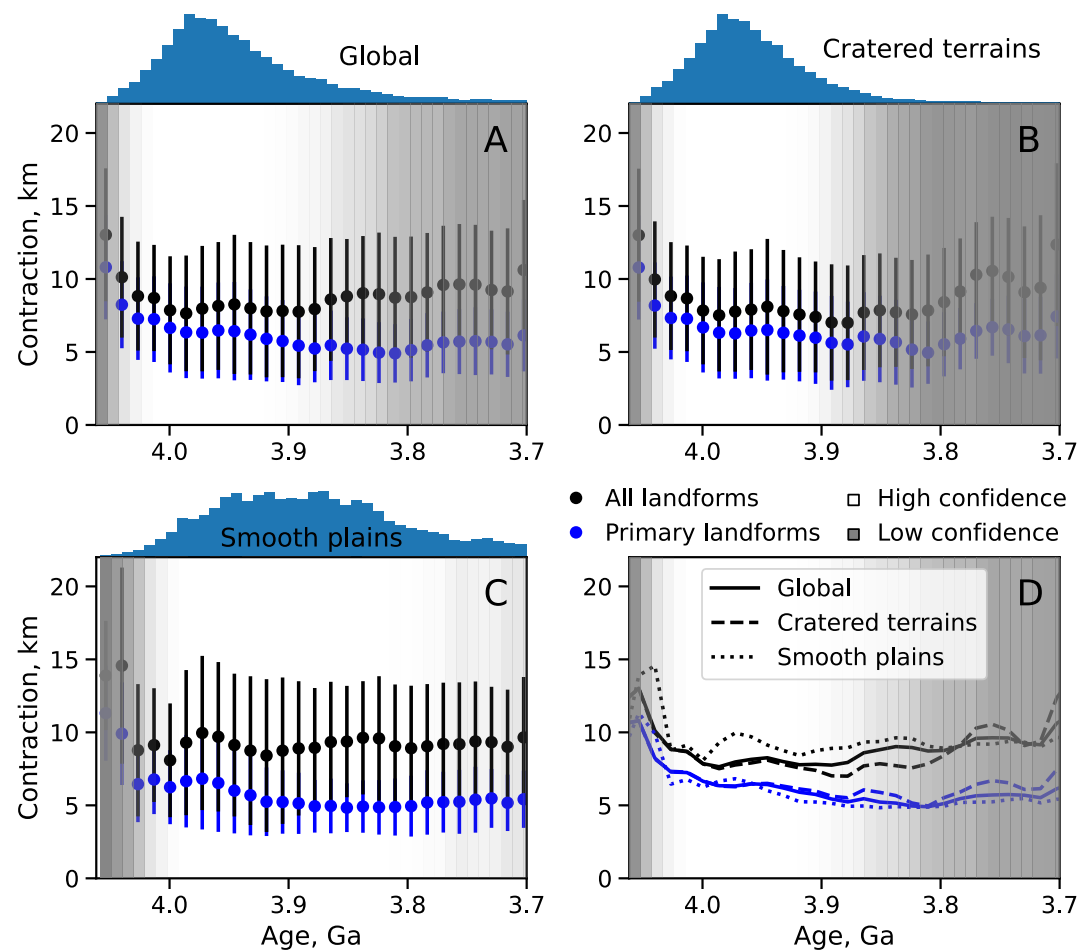 Global
Cratered terrains
A
B
Contraction, km
20
15
10
5
0
4.0
3.9
3.8
3.7
20
15
10
5
0
4.0
3.9
3.8
3.7
All landforms
High confidence
Primary landforms
Low confidence
Smooth plains
C
D
Global
Cratered terrains
Smooth plains
Contraction, km
20
15
10
5
0
4.0
3.9
3.8
3.7
Age, Ga
20
15
10
5
0
4.0
3.9
3.8
3.7
Age, Ga